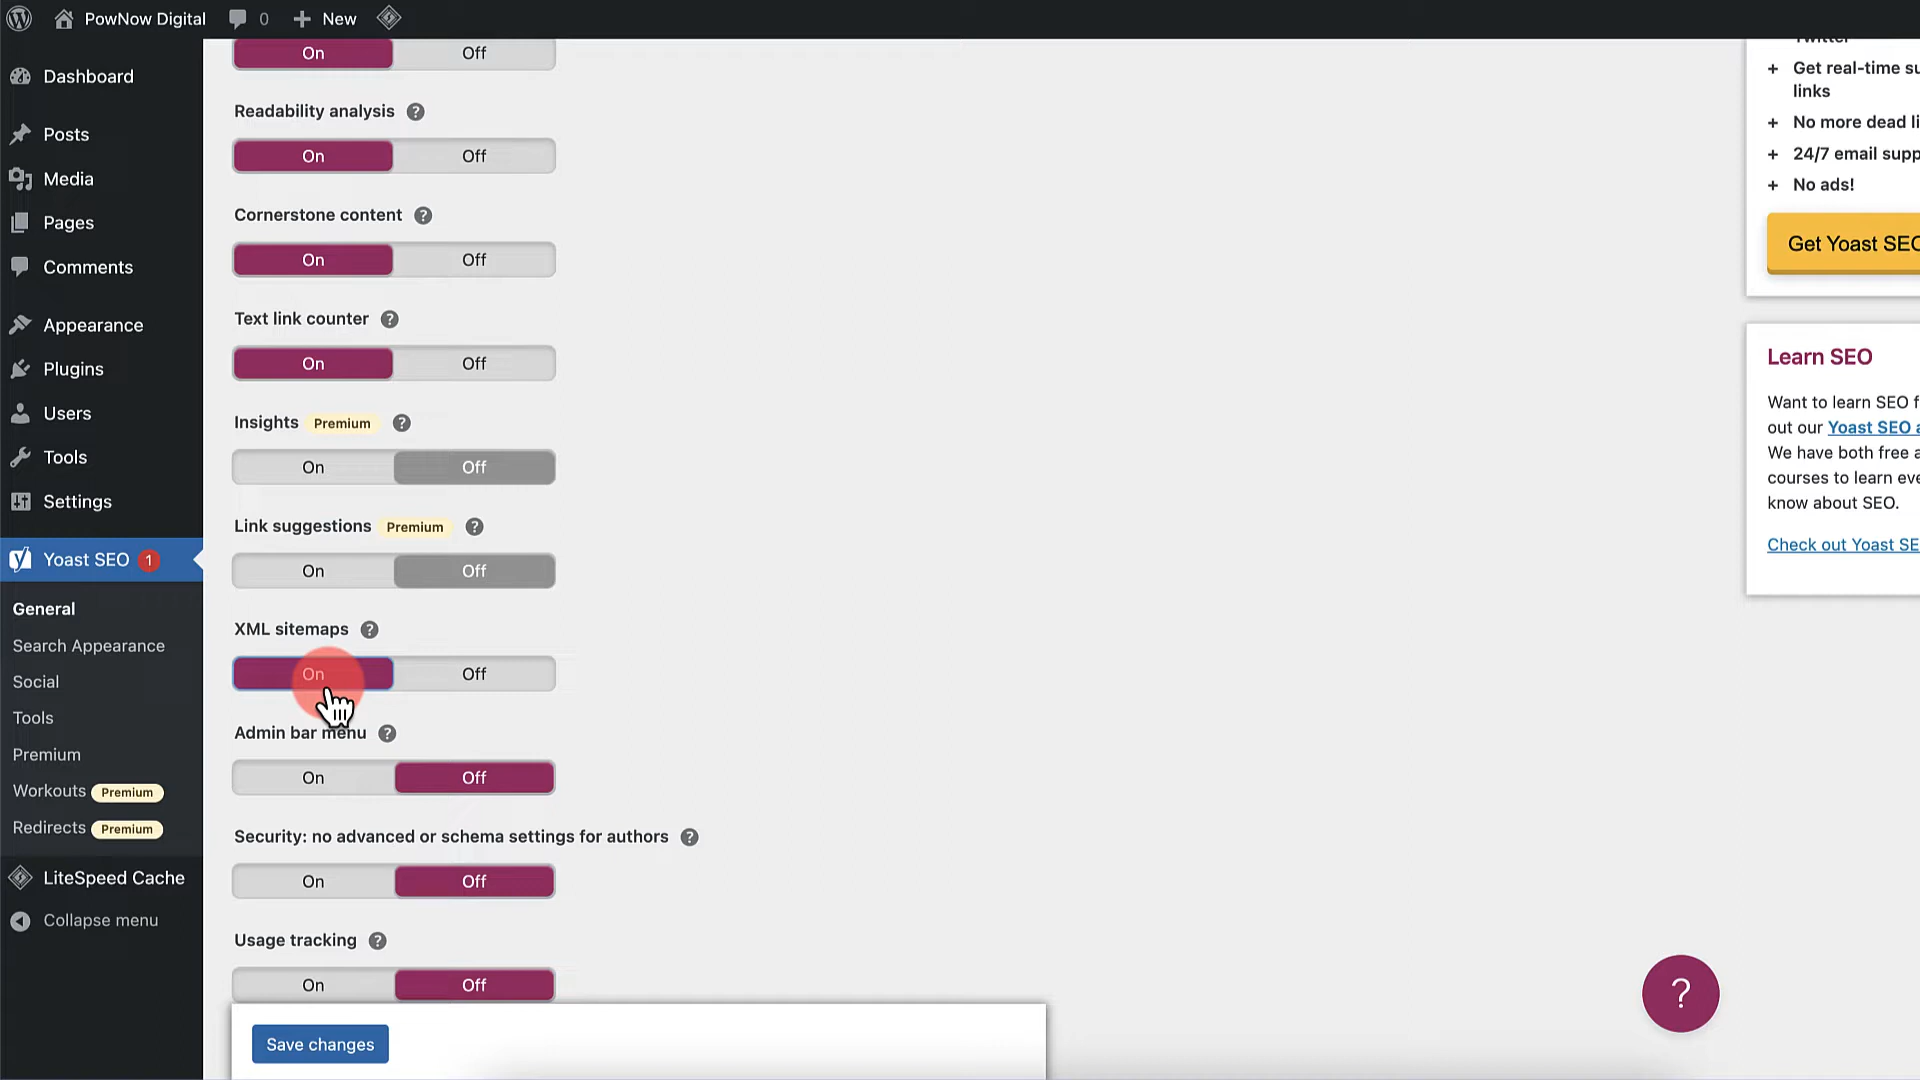 PowNow Digital
0
New
Dashboard
Posts
Media
Pages
Comments
Appearance
Plugins
Users
Tools
Settings
Yoast SEO 1
General
Search Appearance
Social
Tools
Premium
Workouts Premium
Redirects Premium
LiteSpeed Cache
Collapse menu
On Off
Readability analysis ?
On Off
Cornerstone content ?
On Off
Text link counter ?
On Off
Insights Premium ?
On Off
Link suggestions Premium ?
On Off
XML sitemaps ?
On Off
Admin bar menu ?
On Off
Security: no advanced or schema settings for authors ?
On Off
Usage tracking ?
On Off
Save changes
+ Get real-time
links
+ No more dead
+ 24/7 email
+ No ads!
Get Yoast SEO
Learn SEO
Want to learn SEO
out our Yoast SEO
We have both free
courses to learn
know about SEO.
Check out Yoast
?